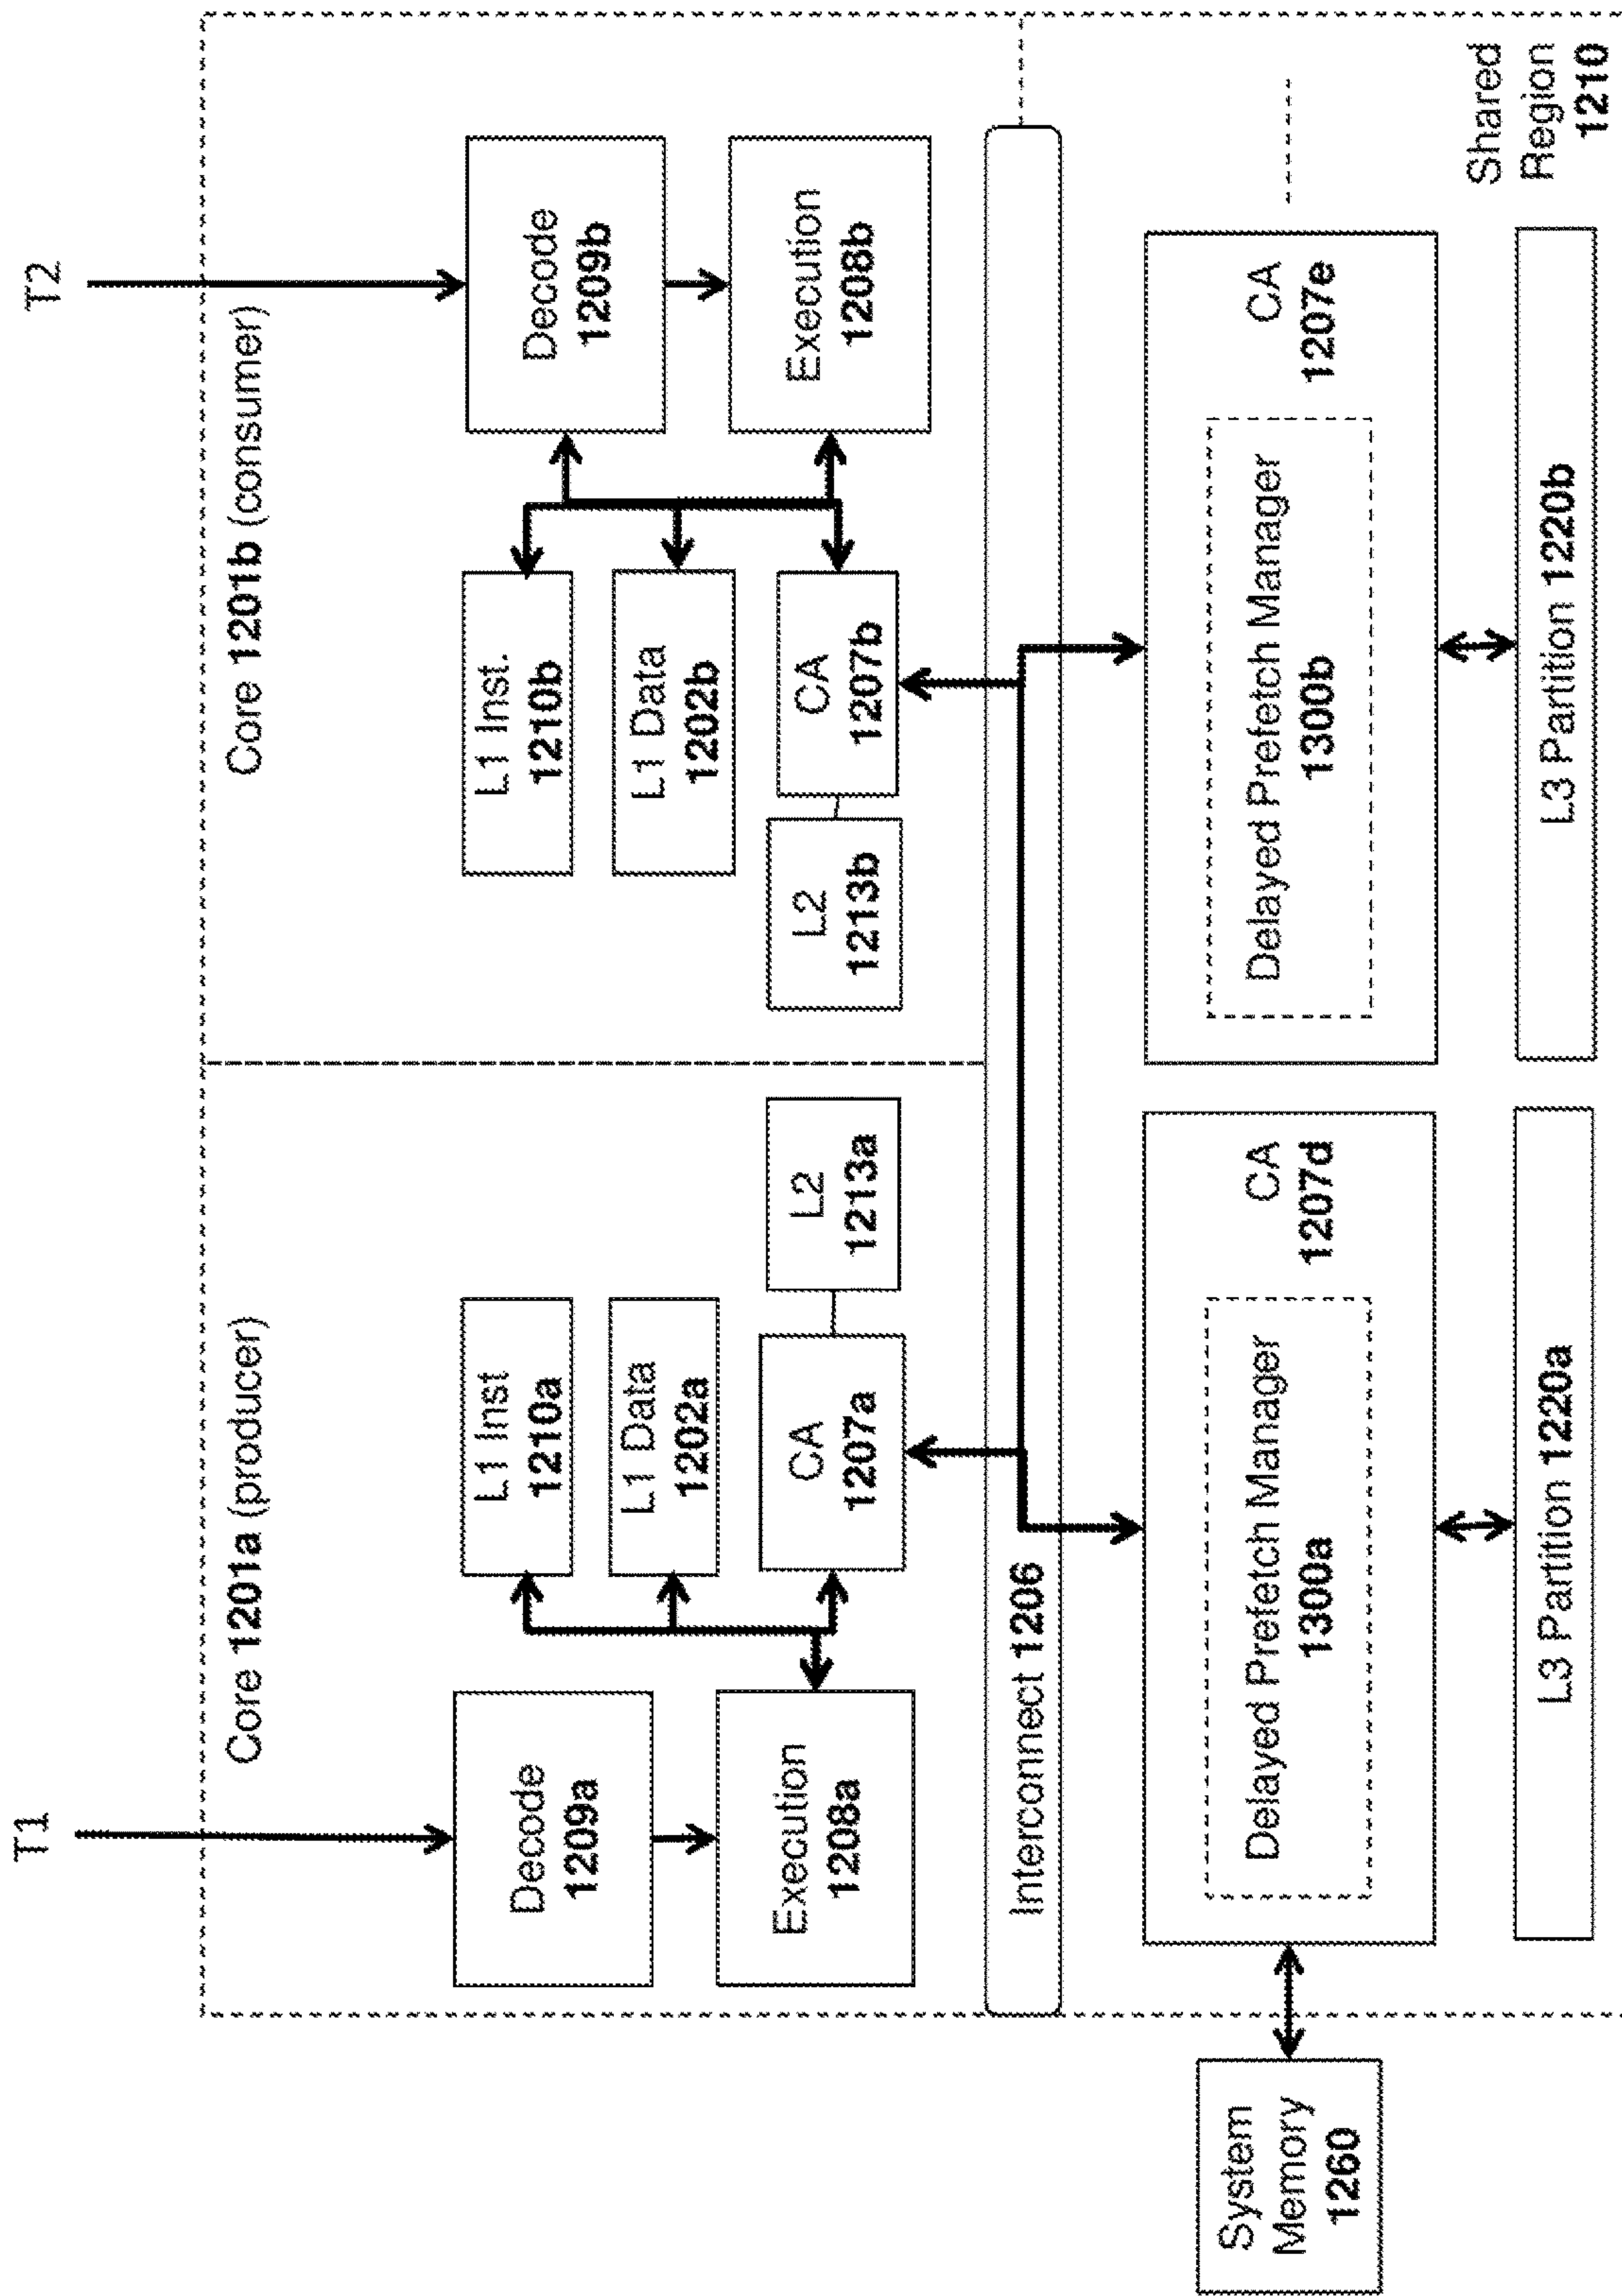 T1
T2
Core 1201a (producer)
Core 1201b (consumer)
Decode
1209a
Execution
1208a
L1 Inst
1210a
L1 Data
1202a
CA
1207a
L2
1213a
L1 Inst.
1210b
L1 Data
1202b
CA
1207b
L2
1213b
Decode
1209b
Execution
1208b
Interconnect 1206
System
Memory
1260
Delayed Prefetch Manager
1300a
CA
1207d
Delayed Prefetch Manager
1300b
CA
1207e
L3 Partition 1220a
L3 Partition 1220b
Shared
Region
1210